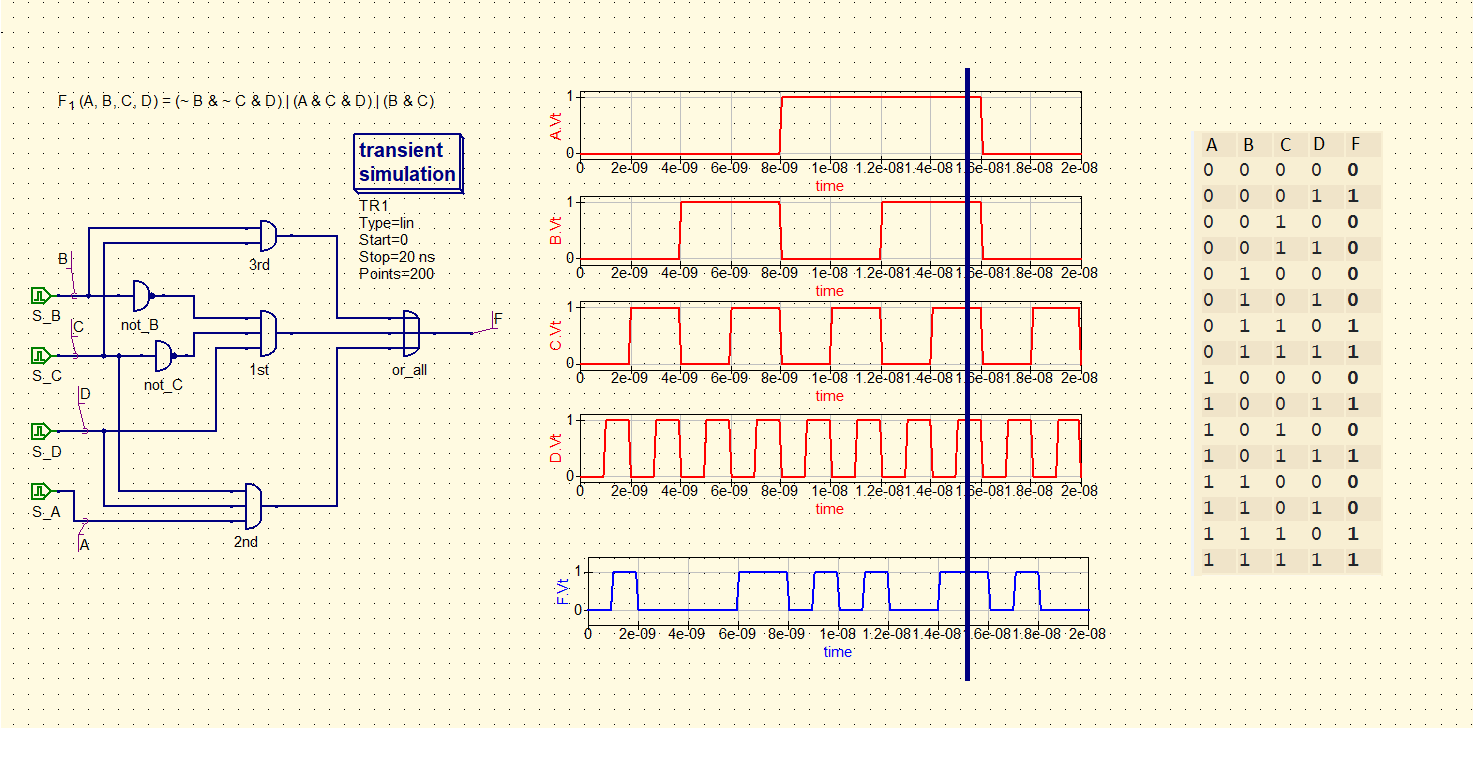 F1 (A, B, C, D) = (~ B & ~ C & D) | (A & C & D) | (B & C)
transient
simulation
TR1
Type=lin
Start=0
Stop=20 ns
Points=200
B
S_B
not_B
C
S_C
not_C
D
S_D
S_A
A
3rd
1st
2nd
or_all
F
A.Vt
1
0
0 2e-09 4e-09 6e-09 8e-09 1e-08 1.2e-08 1.4e-08 1.6e-08 1.8e-08 2e-08
time
B.Vt
1
0
0 2e-09 4e-09 6e-09 8e-09 1e-08 1.2e-08 1.4e-08 1.6e-08 1.8e-08 2e-08
time
C.Vt
1
0
0 2e-09 4e-09 6e-09 8e-09 1e-08 1.2e-08 1.4e-08 1.6e-08 1.8e-08 2e-08
time
D.Vt
1
0
0 2e-09 4e-09 6e-09 8e-09 1e-08 1.2e-08 1.4e-08 1.6e-08 1.8e-08 2e-08
time
F.Vt
1
0
0 2e-09 4e-09 6e-09 8e-09 1e-08 1.2e-08 1.4e-08 1.6e-08 1.8e-08 2e-08
time
A B C D F
0 0 0 0 0
0 0 0 1 1
0 0 1 0 0
0 0 1 1 0
0 1 0 0 0
0 1 0 1 0
0 1 1 0 1
0 1 1 1 1
1 0 0 0 0
1 0 0 1 1
1 0 1 0 0
1 0 1 1 1
1 1 0 0 0
1 1 0 1 0
1 1 1 0 1
1 1 1 1 1